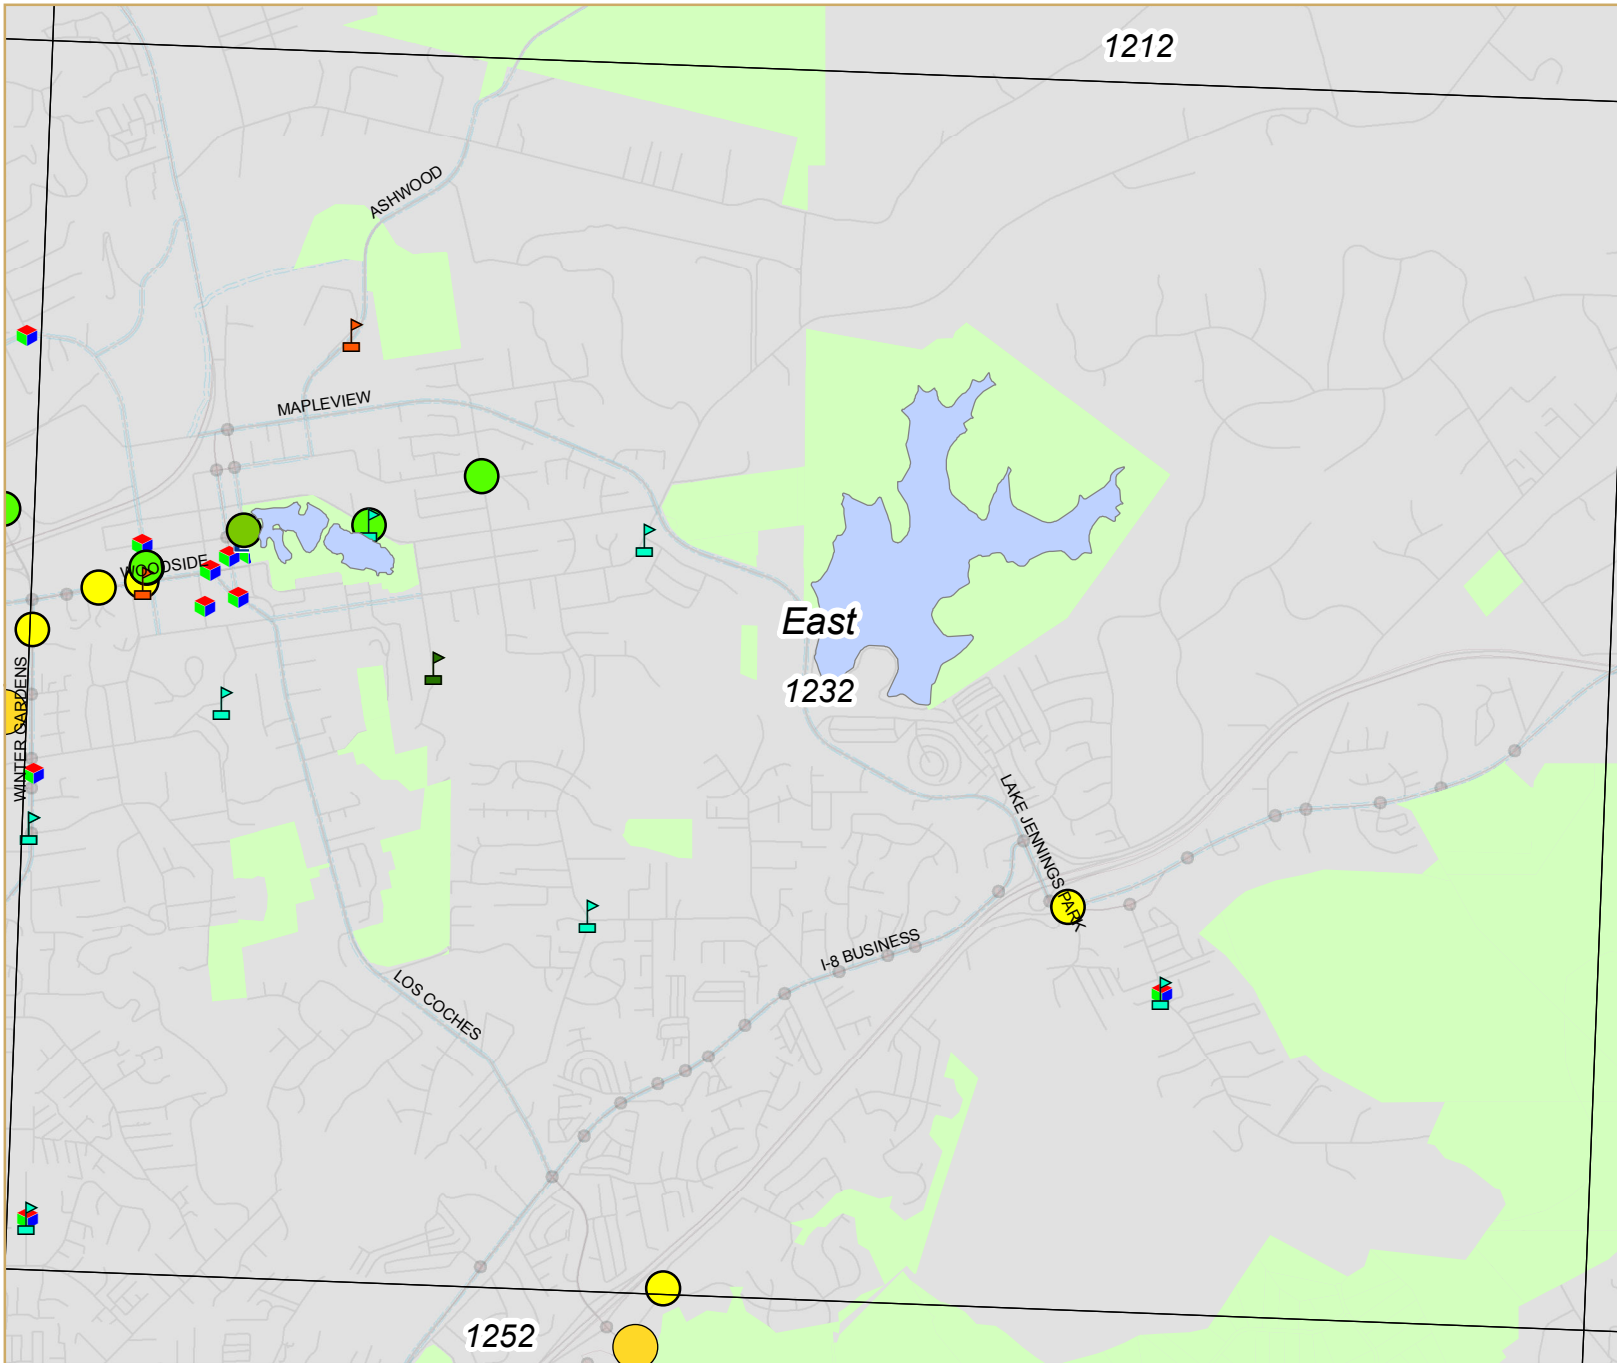 1212
ASHWOOD
MAPLEVIEW
WOODSIDE
East
1232
WINTER GARDENS
LAKE JENNINGS PARK
I-8 BUSINESS
LOS COCHES
1252